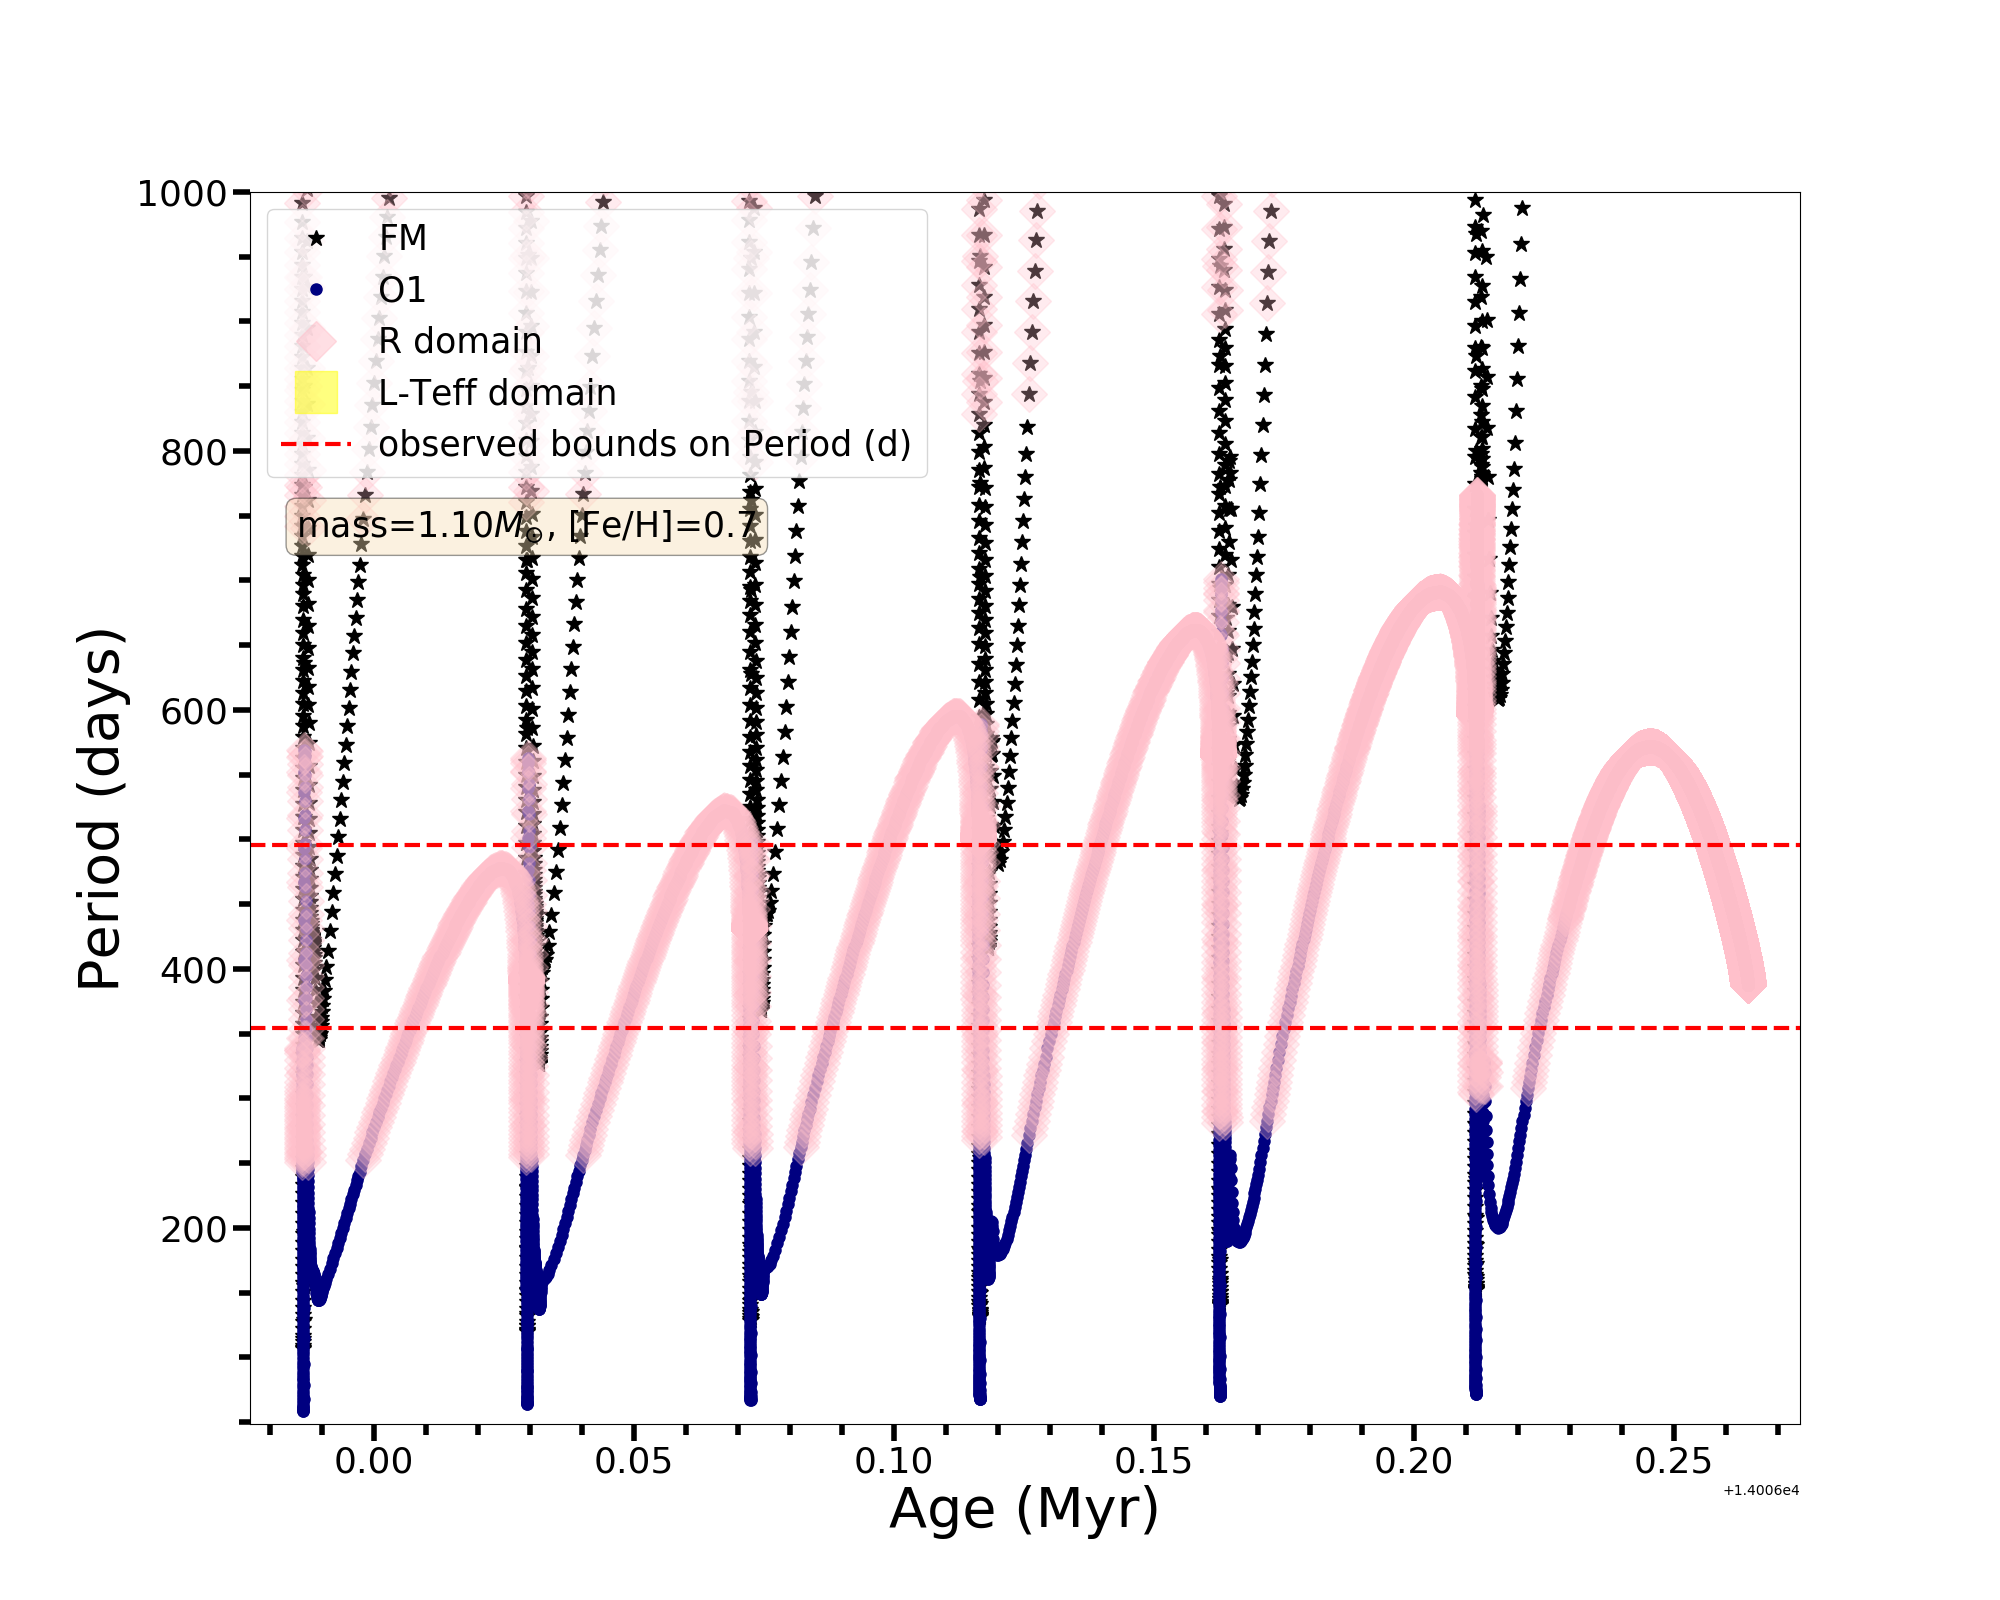 1000
800
600
400
200
Period (days)
FM
O1
R domain
L-Teff domain
observed bounds on Period (d)
mass=1.10M⊙, [Fe/H]=0.7
0.00 0.05 0.10 0.15 0.20 0.25
+1.4006e4
Age (Myr)